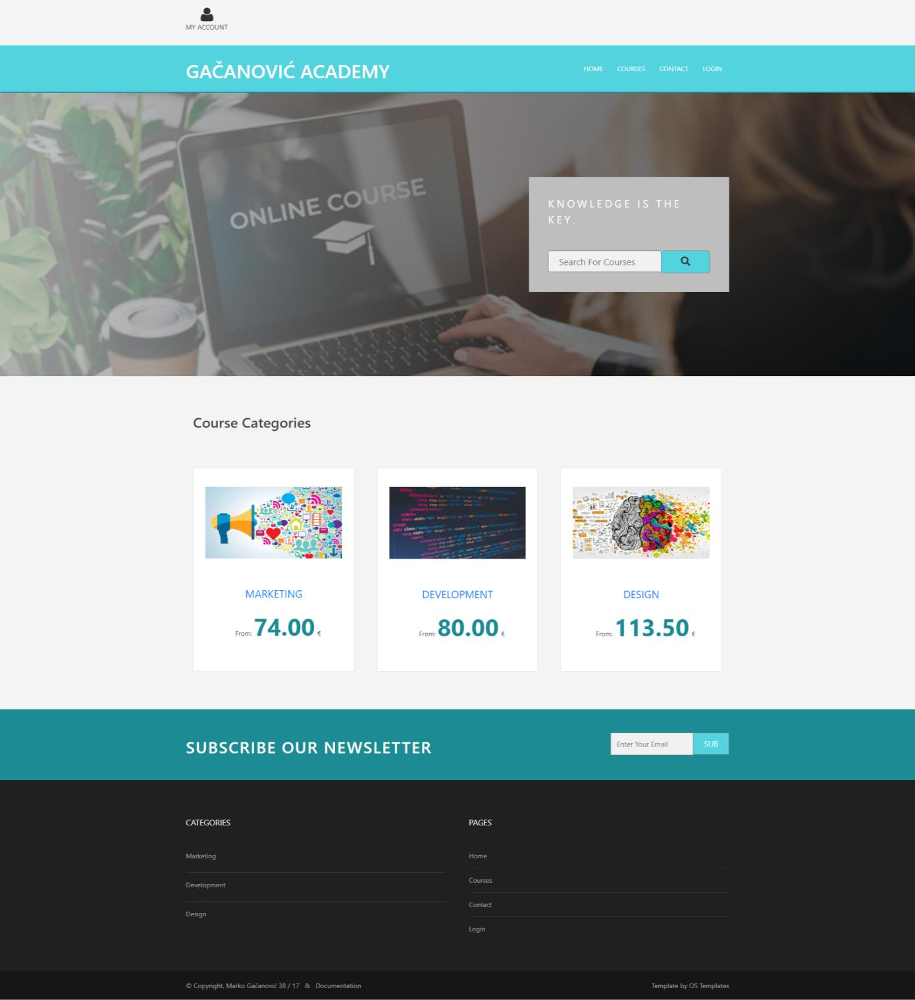 MY ACCOUNT
GAČANOVIĆ ACADEMY
HOME COURSES CONTACT LOGIN
ONLINE COURSE
KNOWLEDGE IS THE
KEY.
Search For Courses
Course Categories
MARKETING
From: 74.00 €
DEVELOPMENT
From: 80.00 €
DESIGN
From: 113.50 €
SUBSCRIBE OUR NEWSLETTER
Enter Your Email SUB
CATEGORIES
Marketing
Development
Design
PAGES
Home
Courses
Contact
Login
© Copyright, Marko Gačanović 38 / 17 & Documentation
Template by OS Templates